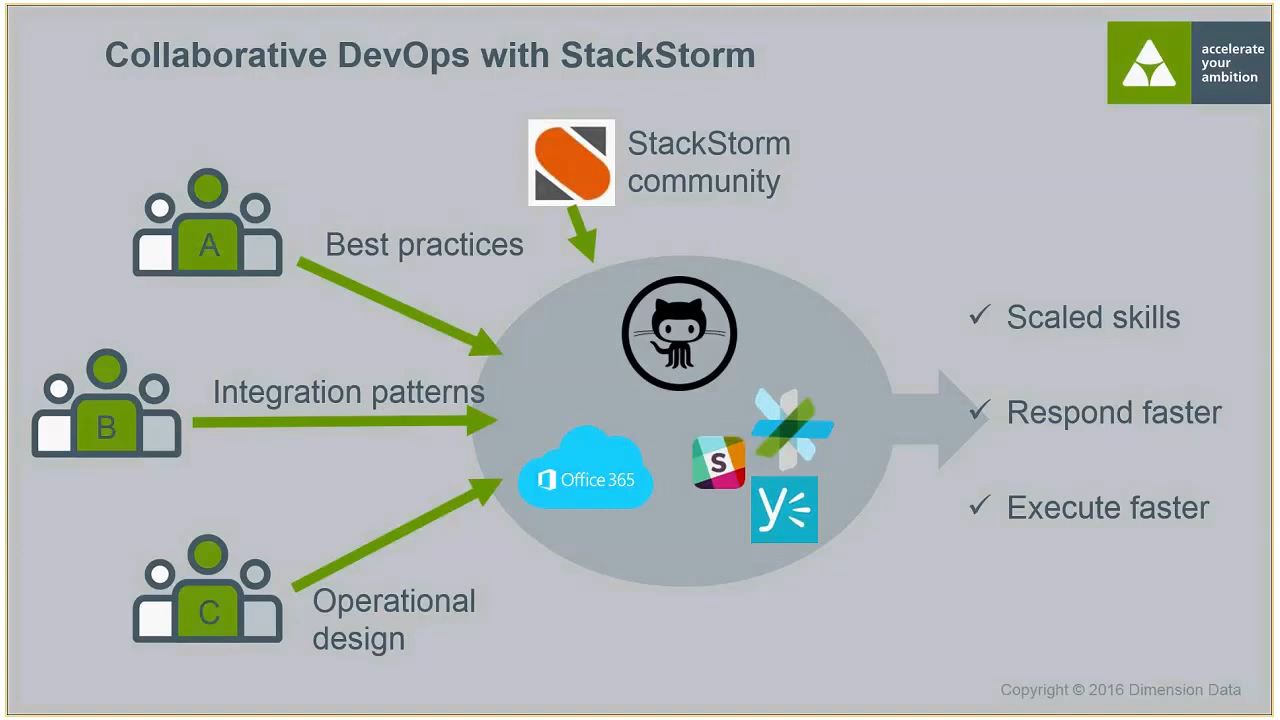 Collaborative DevOps with StackStorm
accelerate
your
ambition
StackStorm
community
A
Best practices
B
Integration patterns
C
Operational
design
Office 365
S
y
Scaled skills
Respond faster
Execute faster
Copyright © 2016 Dimension Data